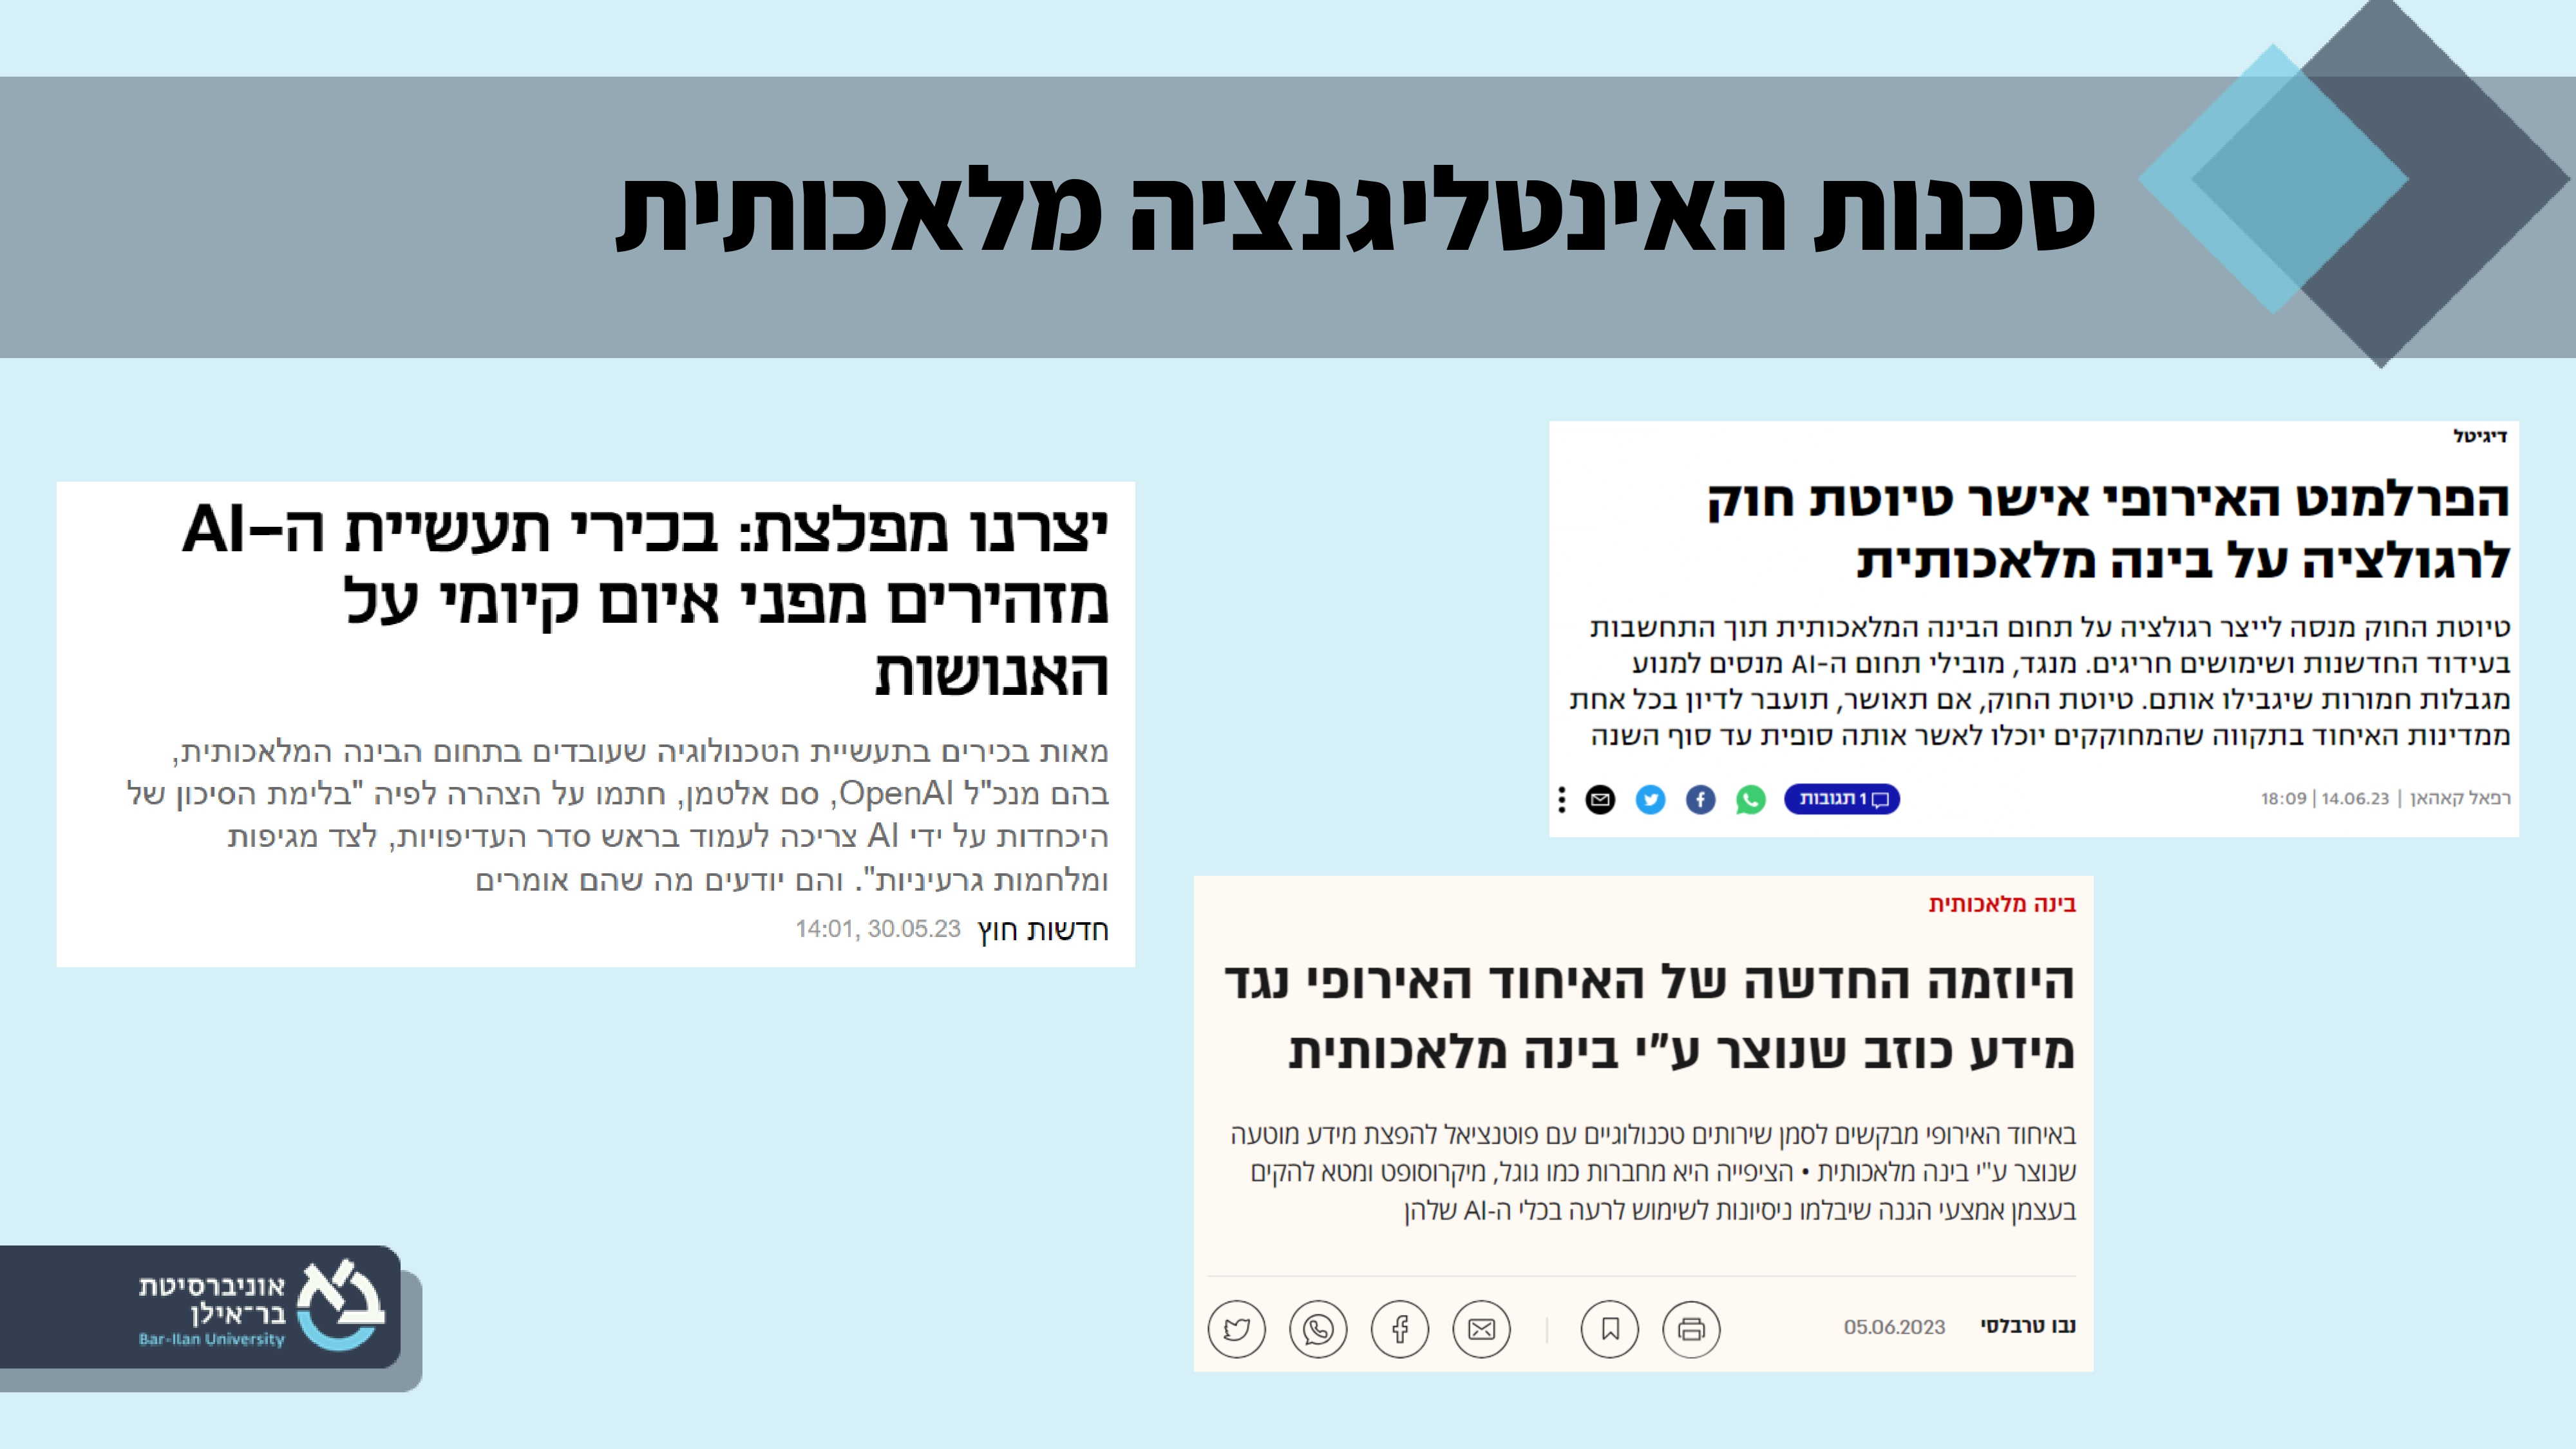 סכנות האינטליגנציה מלאכותית
דיגיטל
הפרלמנט האירופי אישר טיוטת חוק
לרגולציה על בינה מלאכותית
טיוטת החוק מנסה לייצר רגולציה על תחום הבינה המלאכותית תוך התחשבות
בעידוד החדשנות ושימושים חריגים. מנגד, מובילי תחום ה-AI מנסים למנוע
מגבלות חמורות שיגבילו אותם. טיוטת החוק, אם תאושר, תועבר לדיון בכל אחת
ממדינות האיחוד בתקווה שהמחוקקים יוכלו לאשר אותה סופית עד סוף השנה
רפאל קאהאן | 14.06.23 | 18:09
1 תגובות
יצרנו מפלצת: בכירי תעשיית ה-AI
מזהירים מפני איום קיומי על
האנושות
מאות בכירים בתעשיית הטכנולוגיה שעובדים בתחום הבינה המלאכותית,
בהם מנכ"ל OpenAI, סם אלטמן, חתמו על הצהרה לפיה "בלימת הסיכון של
היכחדות על ידי AI צריכה לעמוד בראש סדר העדיפויות, לצד מגיפות
ומלחמות גרעיניות". והם יודעים מה שהם אומרים
חדשות חוץ 14:01, 30.05.23
בינה מלאכותית
היוזמה החדשה של האיחוד האירופי נגד
מידע כוזב שנוצר ע"י בינה מלאכותית
באיחוד האירופי מבקשים לסמן שירותים טכנולוגיים עם פוטנציאל להפצת מידע מוטעה
שנוצר ע"י בינה מלאכותית • הציפייה היא מחברות כמו גוגל, מיקרוסופט ומטא להקים
בעצמן אמצעי הגנה שיבלמו ניסיונות לשימוש לרעה בכלי ה-AI שלהן
נבו טרבלסי 05.06.2023
אוניברסיטת
בר-אילן
Bar-Ilan University